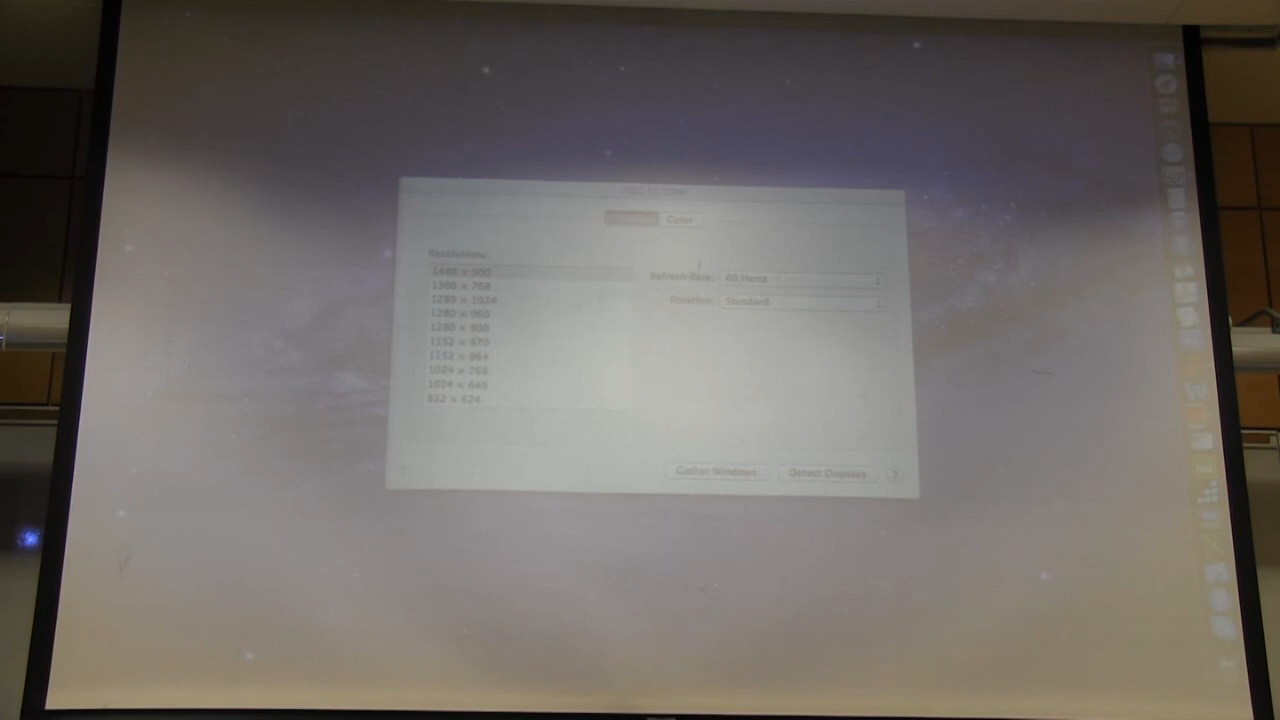 Color
Resolutions:
1440 x 900
1360 x 768
1280 x 1024
1280 x 960
1280 x 800
1152 x 870
1152 x 864
1024 x 768
1024 x 640
832 x 624
Refresh Rate: 60 Hertz
Rotation: Standard
Gather Windows
Detect Displays
?